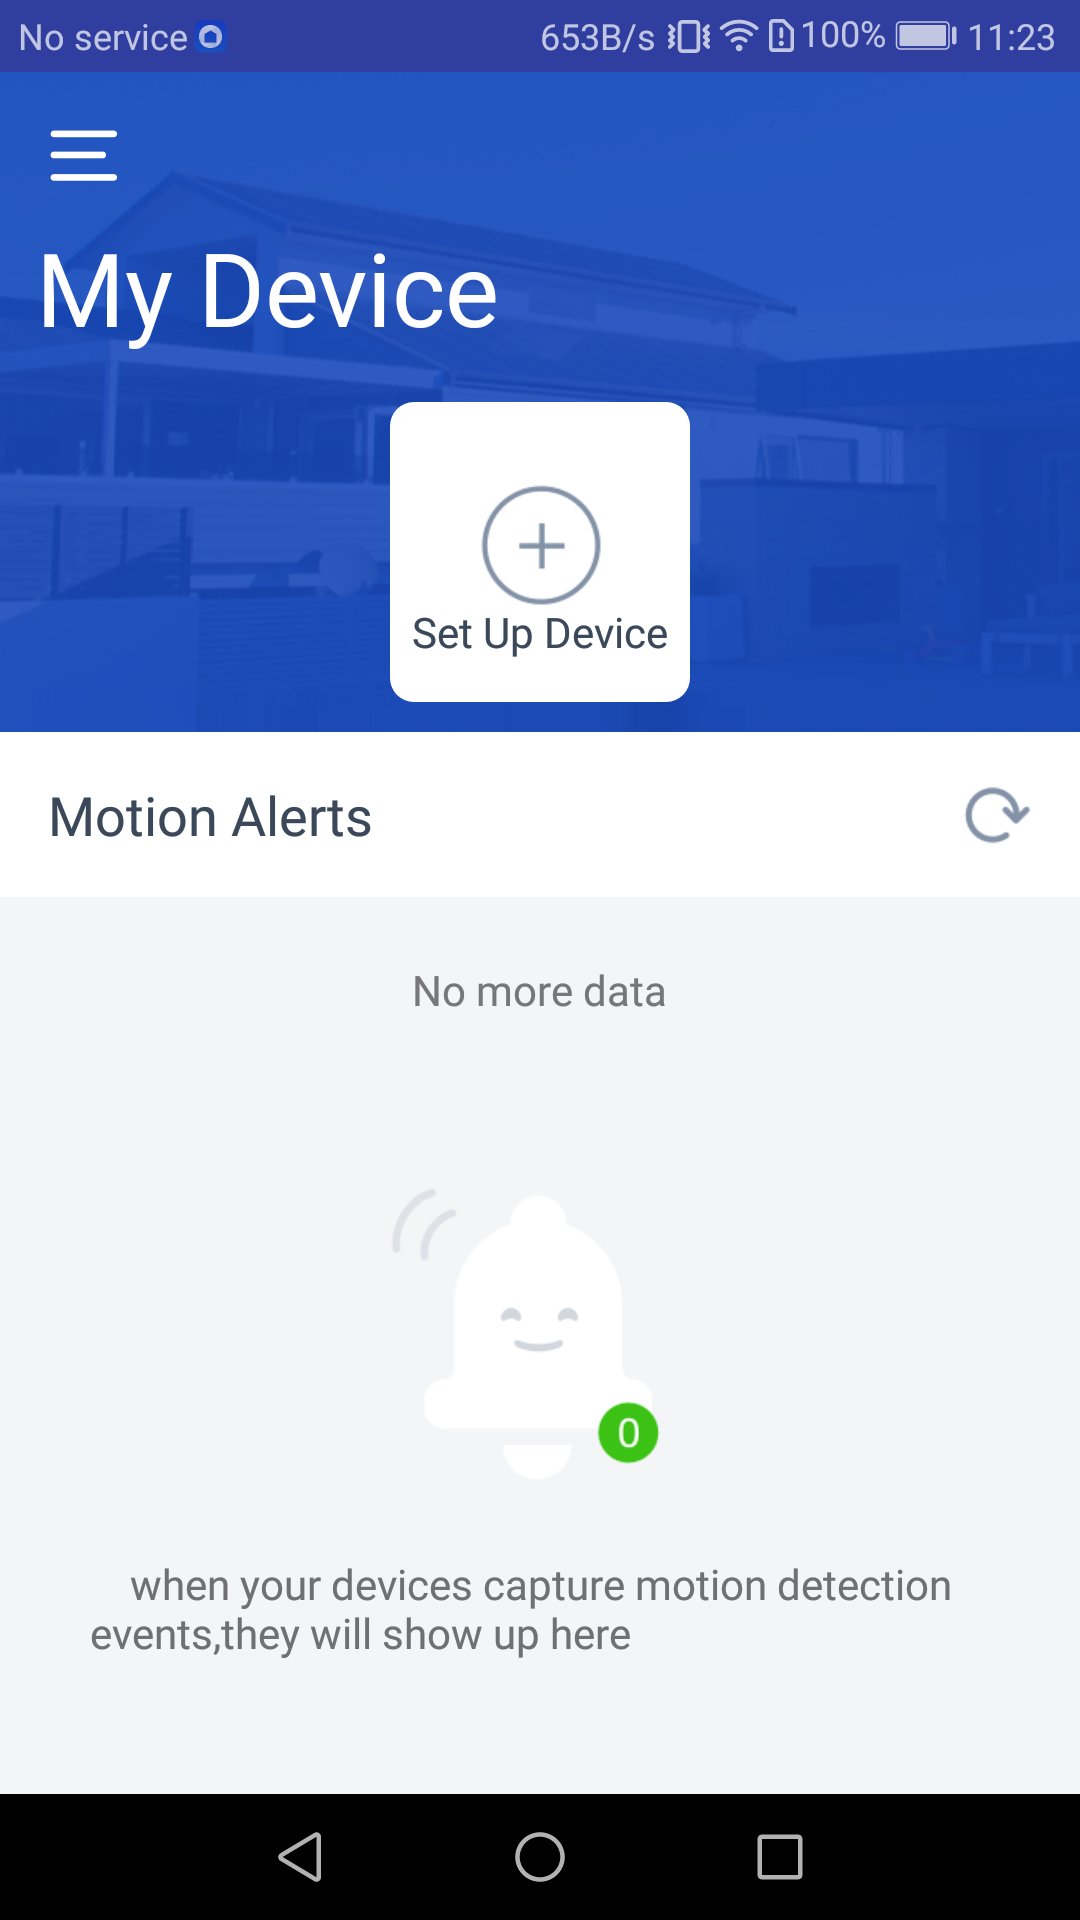 No service 653B/s 100% 11:23
My Device
Set Up Device
Motion Alerts
No more data
0
when your devices capture motion detection
events,they will show up here